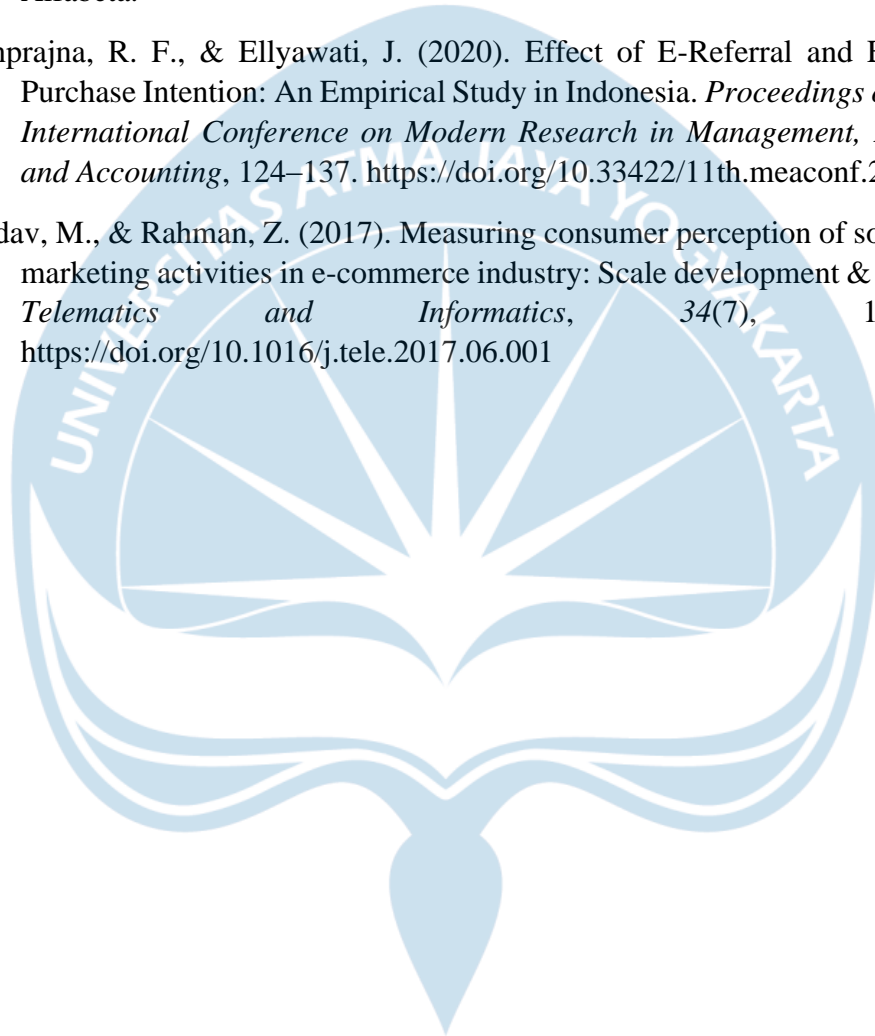 Alfabeta.
nprajna, R. F., & Ellyawati, J. (2020). Effect of E-Referral and E
Purchase Intention: An Empirical Study in Indonesia. Proceedings
International Conference on Modern Research in Management,
and Accounting, 124–137. https://doi.org/10.33422/11th.meaconf.2
dav, M., & Rahman, Z. (2017). Measuring consumer perception of so
marketing activities in e-commerce industry: Scale development &
Telematics and Informatics, 34(7), 1
https://doi.org/10.1016/j.tele.2017.06.001
UNIVERSITAS ATMA JAYA YOGYAKARTA